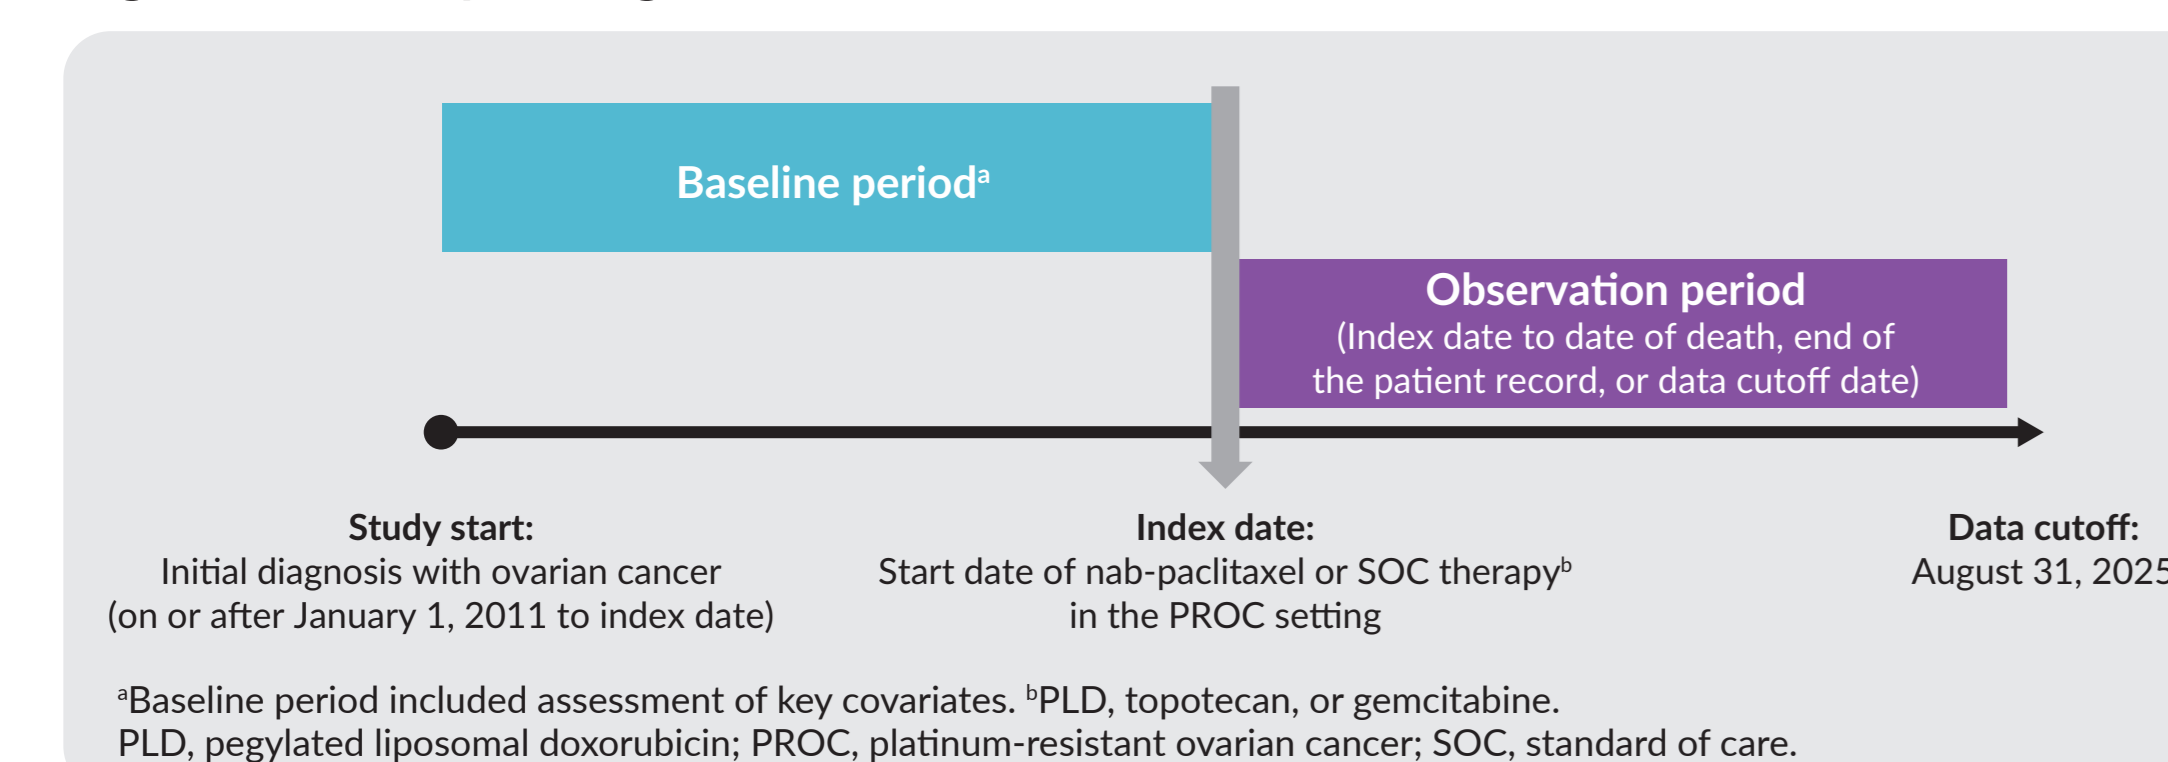 Baseline periodᵃ
Observation period
(Index date to date of death, end of
the patient record, or data cutoff date)
Study start:
Initial diagnosis with ovarian cancer
(on or after January 1, 2011 to index date)
Index date:
Start date of nab-paclitaxel or SOC therapyᵇ
in the PROC setting
Data cutoff:
August 31, 2025
ᵃBaseline period included assessment of key covariates. ᵇPLD, topotecan, or gemcitabine.
PLD, pegylated liposomal doxorubicin; PROC, platinum-resistant ovarian cancer; SOC, standard of care.